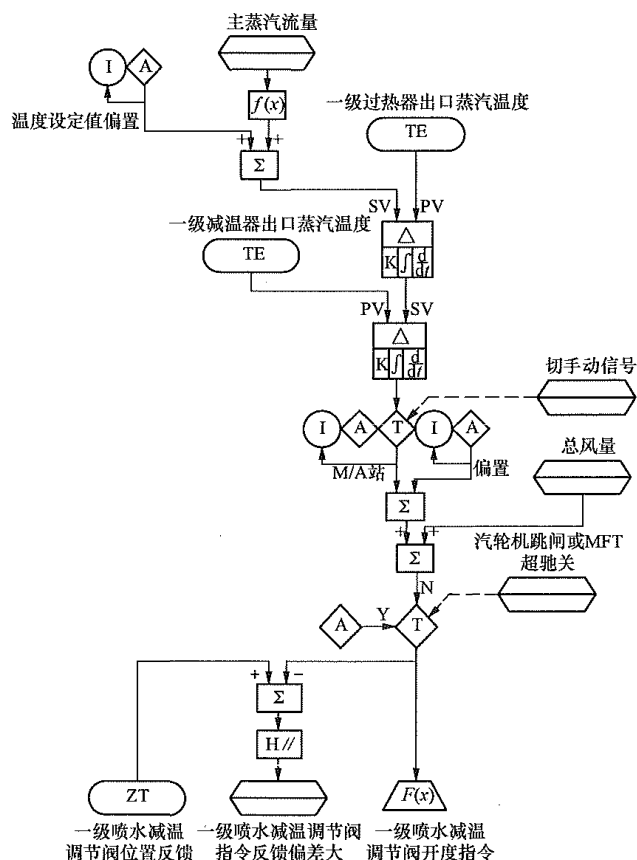 主蒸汽流量
I
A
f(x)
一级过热器出口蒸汽温度
温度设定值偏置
+
+
TE
Σ
SV
PV
一级减温器出口蒸汽温度
△
TE
K
∫
d/dt
PV
SV
△
K
∫
d/dt
切手动信号
I
A
T
I
A
M/A站
偏置
总风量
Σ
+
+
汽轮机跳闸或MFT
Σ
超驰关
N
A
Y
T
+
−
Σ
H//
ZT
F(x)
一级喷水减温
调节阀位置反馈
一级喷水减温调节阀
指令反馈偏差大
一级喷水减温
调节阀开度指令